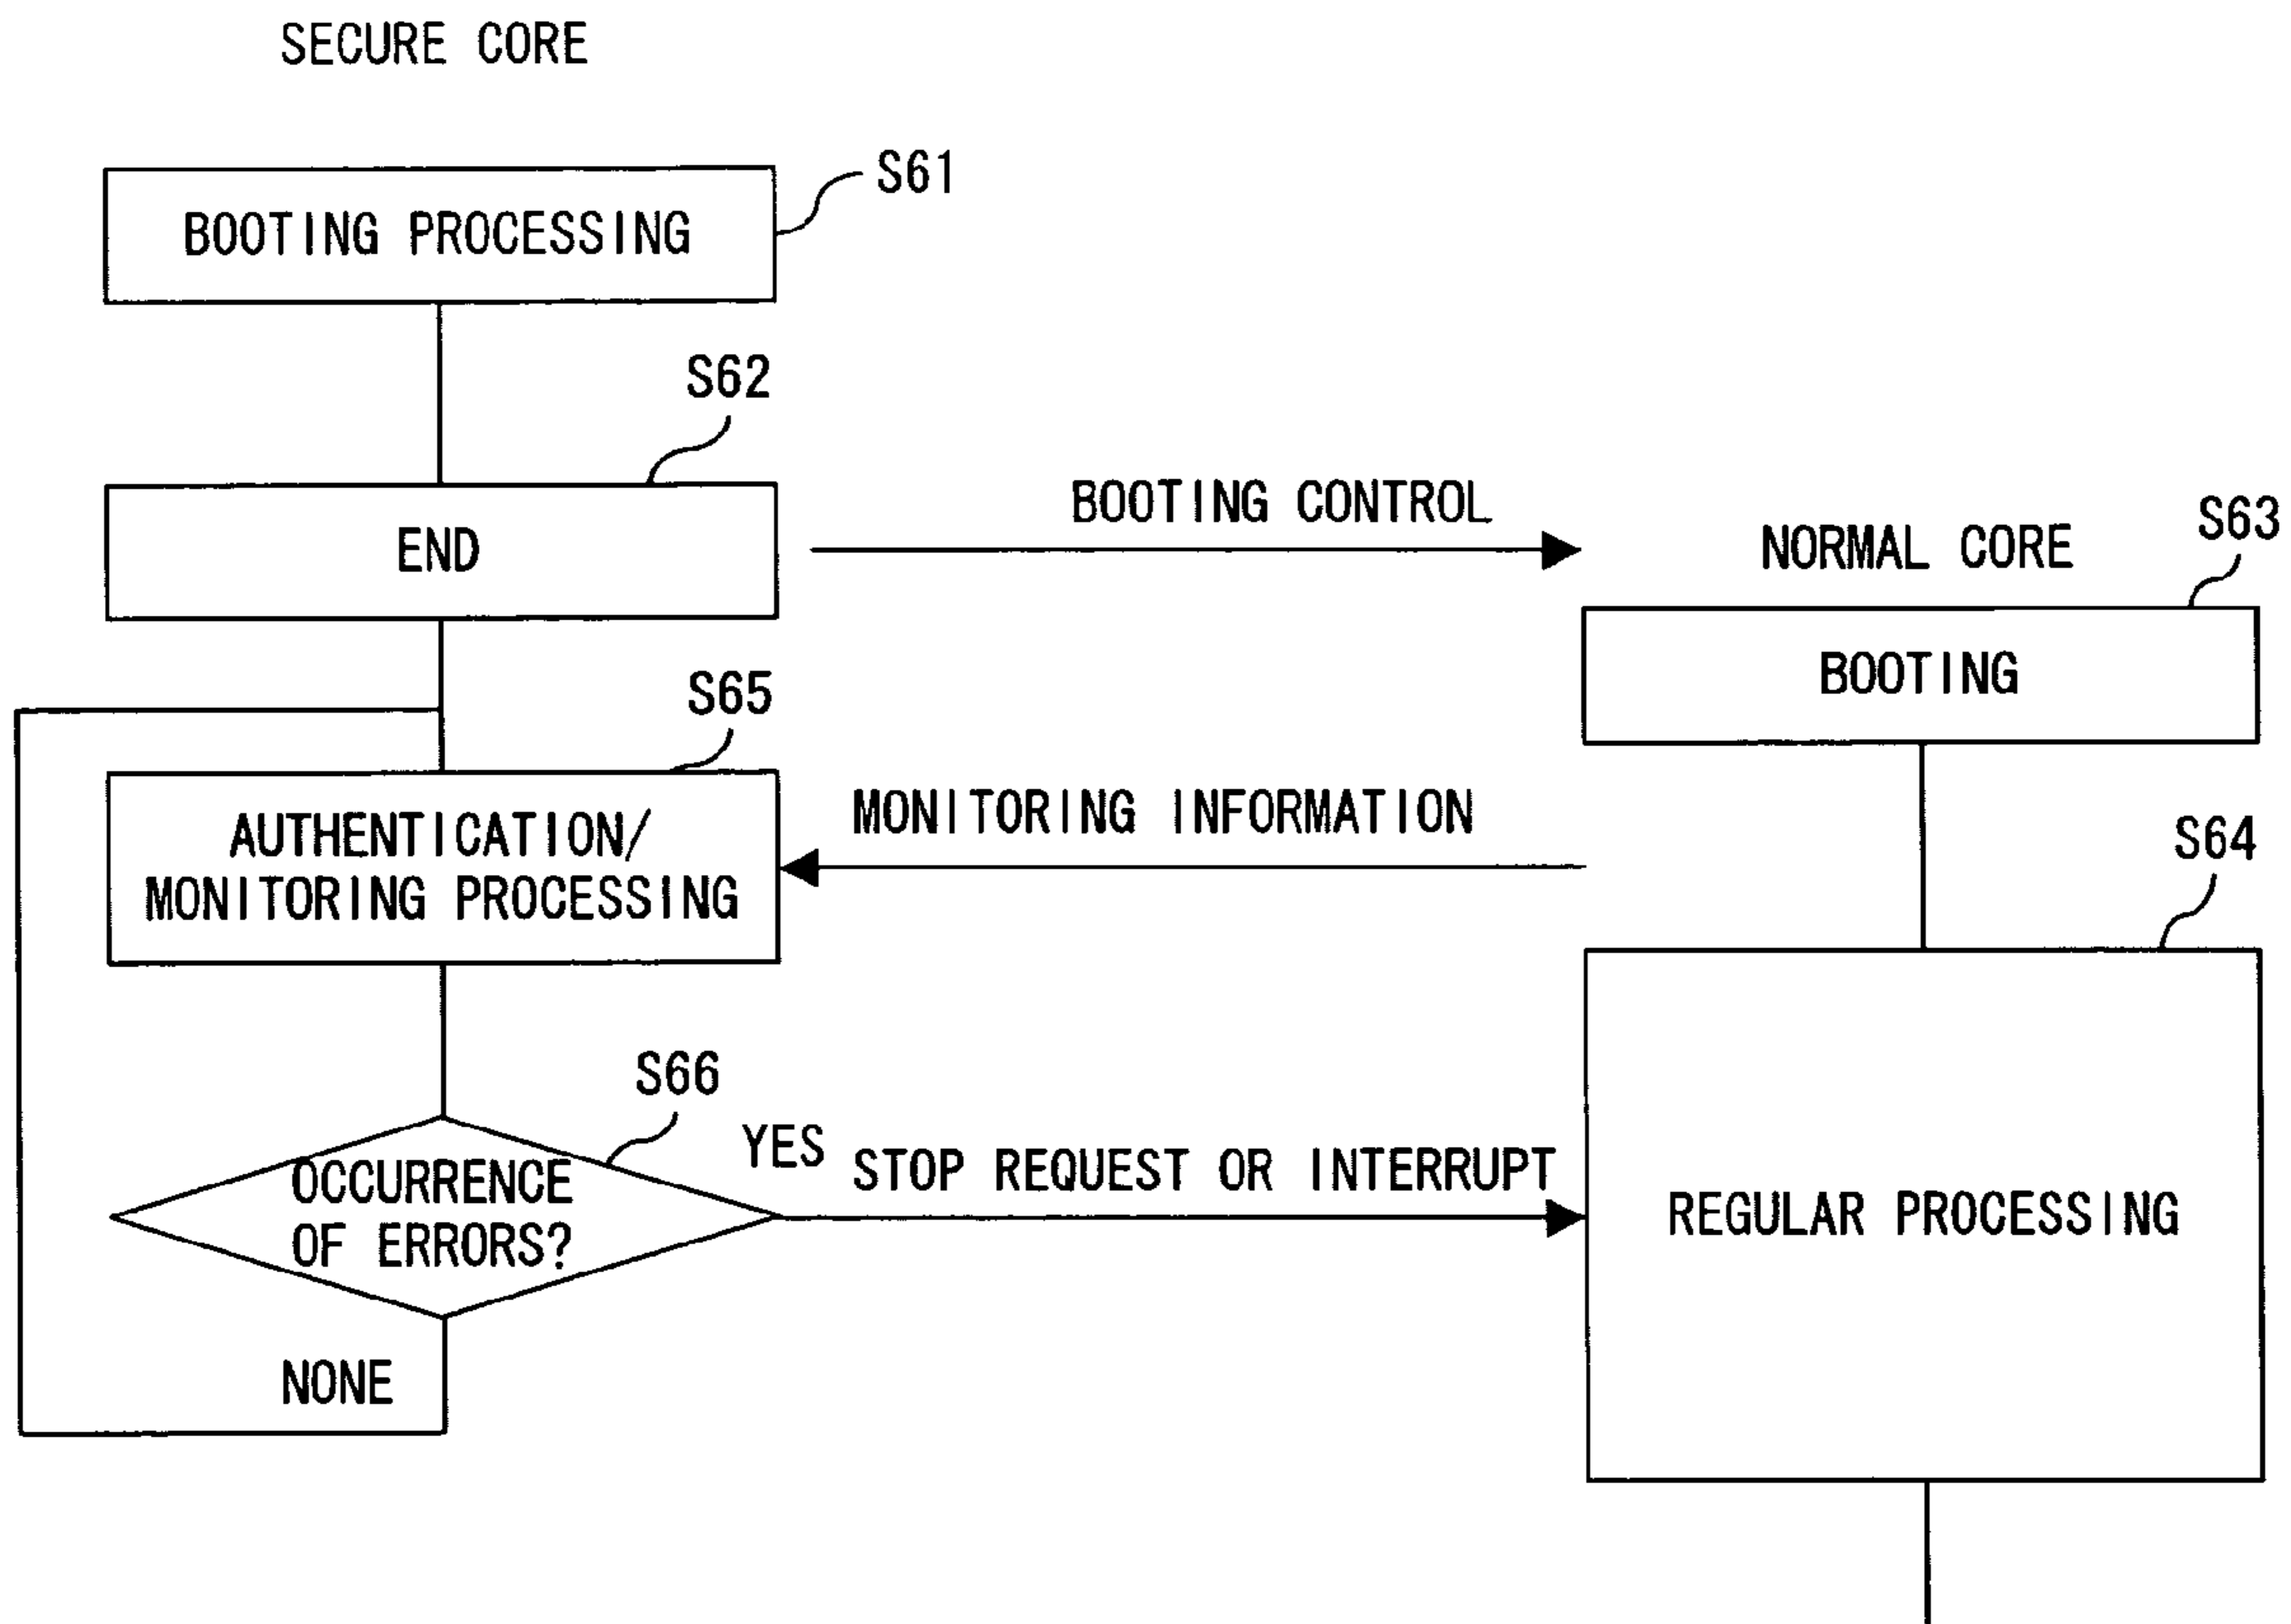 SECURE CORE
S61
BOOTING PROCESSING
S62
END
BOOTING CONTROL
NORMAL CORE
S63
BOOTING
S65
AUTHENTICATION/
MONITORING PROCESSING
MONITORING INFORMATION
S64
REGULAR PROCESSING
S66
OCCURRENCE
OF ERRORS?
YES
STOP REQUEST OR INTERRUPT
NONE